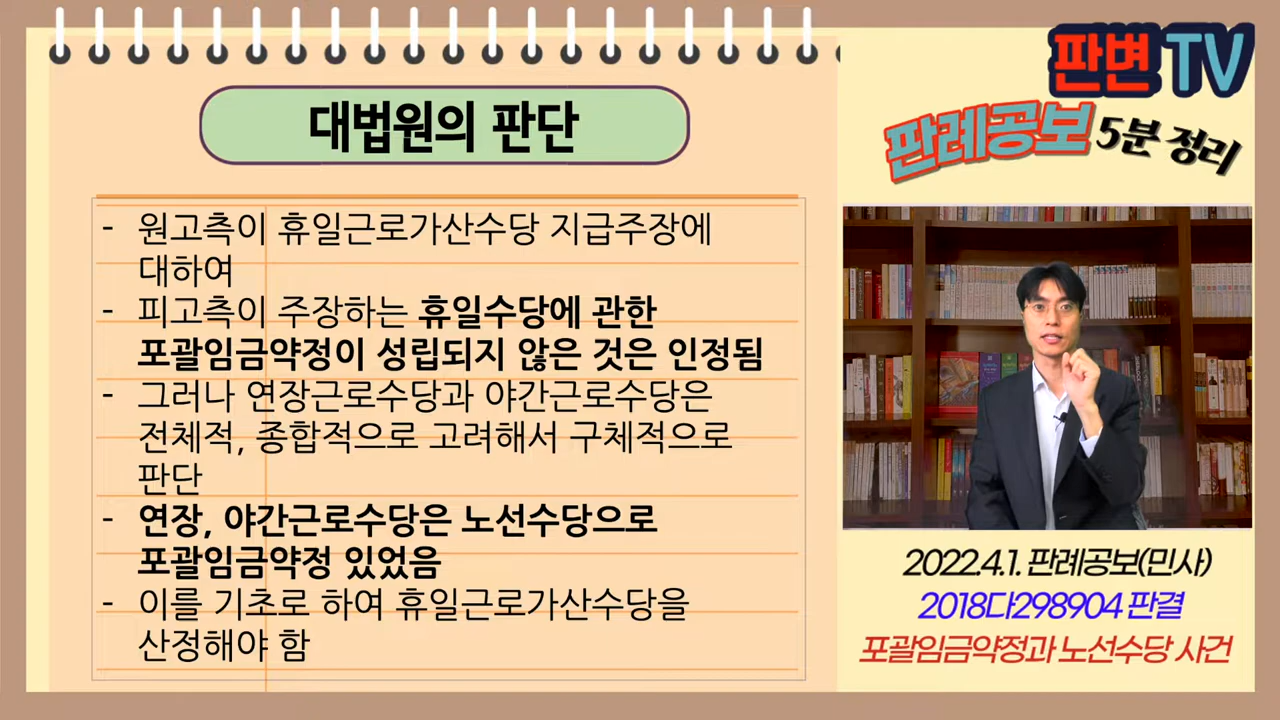 대법원의 판단
- 원고측이 휴일근로가산수당 지급주장에
대하여
- 피고측이 주장하는 휴일수당에 관한
포괄임금약정이 성립되지 않은 것은 인정됨
- 그러나 연장근로수당과 야간근로수당은
전체적, 종합적으로 고려해서 구체적으로
판단
- 연장, 야간근로수당은 노선수당으로
포괄임금약정 있었음
- 이를 기초로 하여 휴일근로가산수당을
산정해야 함
판변 TV
판례공보 5분 정리
2022.4.1. 판례공보(민사)
2018다298904 판결
포괄임금약정과 노선수당 사건